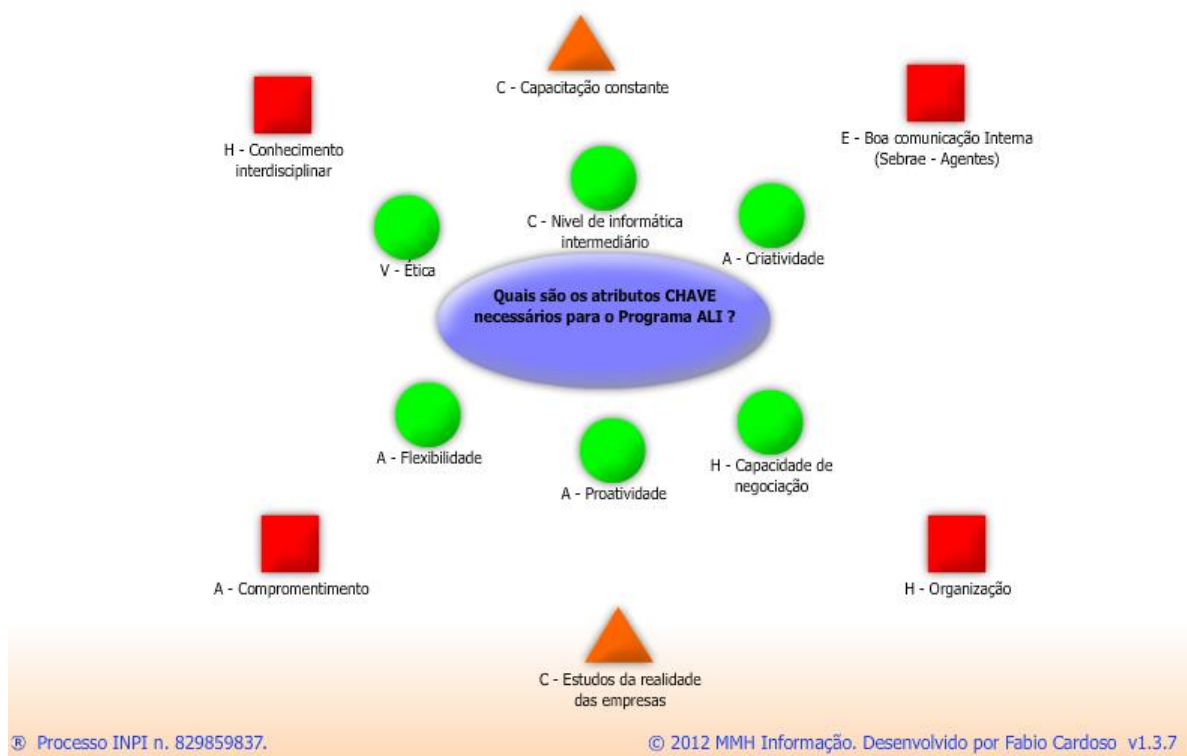 C - Capacitação constante
H - Conhecimento
interdisciplinar
E - Boa comunicação Interna
(Sebrae - Agentes)
C - Nivel de informática
intermediário
V - Ética
A - Criatividade
Quais são os atributos CHAVE
necessários para o Programa ALI ?
A - Flexibilidade
A - Proatividade
H - Capacidade de
negociação
A - Compromentimento
H - Organização
C - Estudos da realidade
das empresas
® Processo INPI n. 829859837.
© 2012 MMH Informação. Desenvolvido por Fabio Cardoso v1.3.7